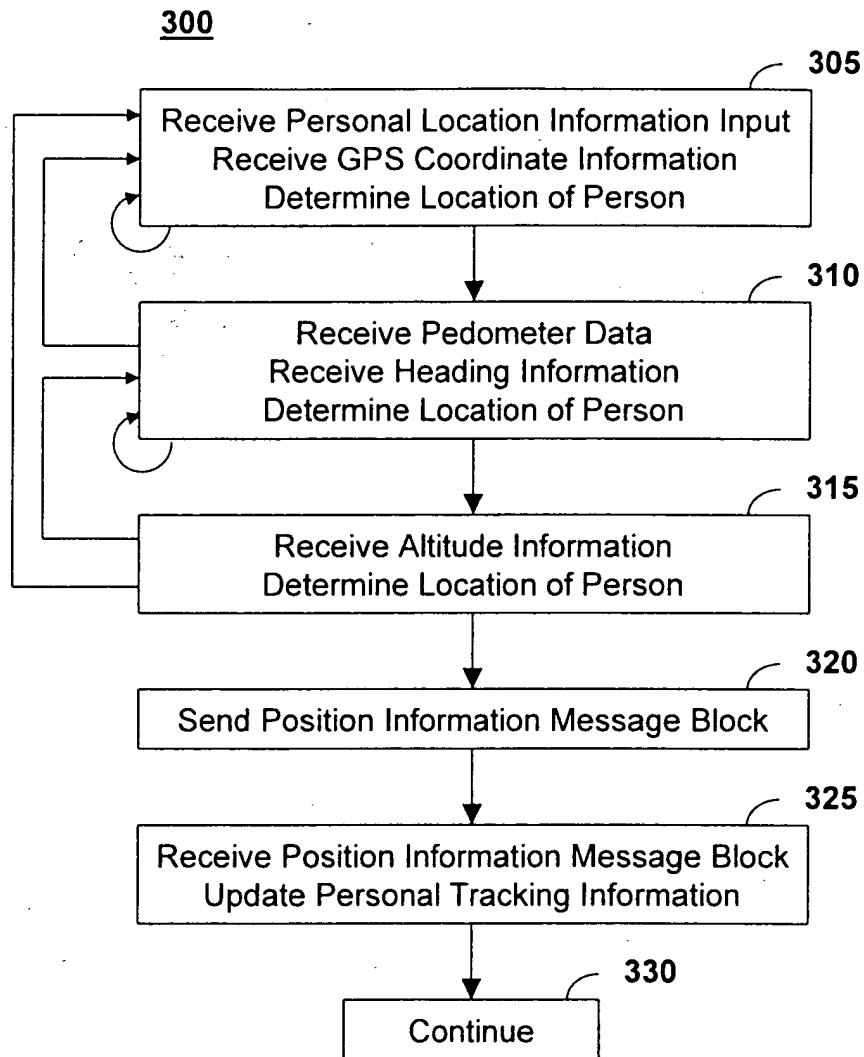 300
305
Receive Personal Location Information Input
Receive GPS Coordinate Information
Determine Location of Person
310
Receive Pedometer Data
Receive Heading Information
Determine Location of Person
315
Receive Altitude Information
Determine Location of Person
320
Send Position Information Message Block
325
Receive Position Information Message Block
Update Personal Tracking Information
330
Continue